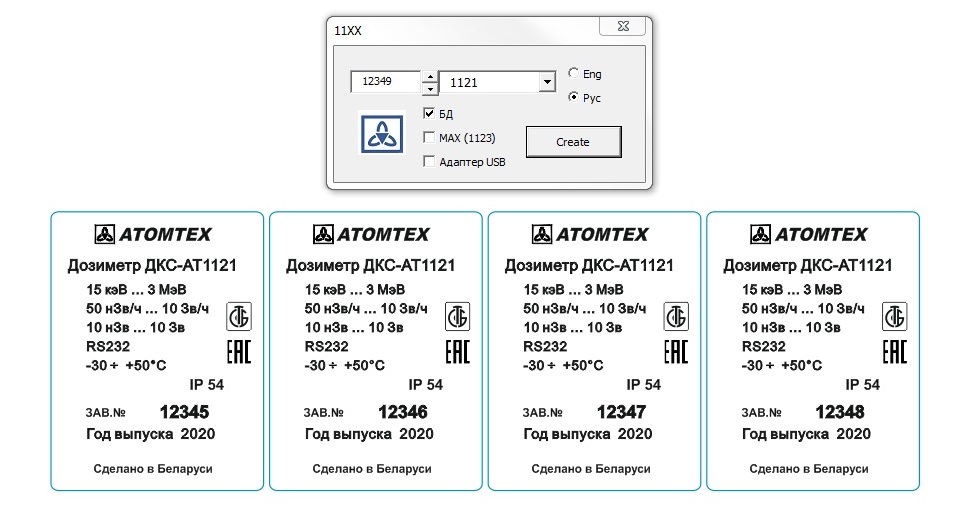 11XX
12349
1121
Eng
Рус
БД
MAX (1123)
Адаптер USB
Create
ATOMTEX
Дозиметр ДКС-АТ1121
15 кэВ ... 3 МэВ
50 нЗв/ч ... 10 Зв/ч
10 нЗв ... 10 Зв
RS232
-30 ÷ +50°C
IP 54
ЗАВ.№ 12345
Год выпуска 2020
Сделано в Беларуси
ATOMTEX
Дозиметр ДКС-АТ1121
15 кэВ ... 3 МэВ
50 нЗв/ч ... 10 Зв/ч
10 нЗв ... 10 Зв
RS232
-30 ÷ +50°C
IP 54
ЗАВ.№ 12346
Год выпуска 2020
Сделано в Беларуси
ATOMTEX
Дозиметр ДКС-АТ1121
15 кэВ ... 3 МэВ
50 нЗв/ч ... 10 Зв/ч
10 нЗв ... 10 Зв
RS232
-30 ÷ +50°C
IP 54
ЗАВ.№ 12347
Год выпуска 2020
Сделано в Беларуси
ATOMTEX
Дозиметр ДКС-АТ1121
15 кэВ ... 3 МэВ
50 нЗв/ч ... 10 Зв/ч
10 нЗв ... 10 Зв
RS232
-30 ÷ +50°C
IP 54
ЗАВ.№ 12348
Год выпуска 2020
Сделано в Беларуси